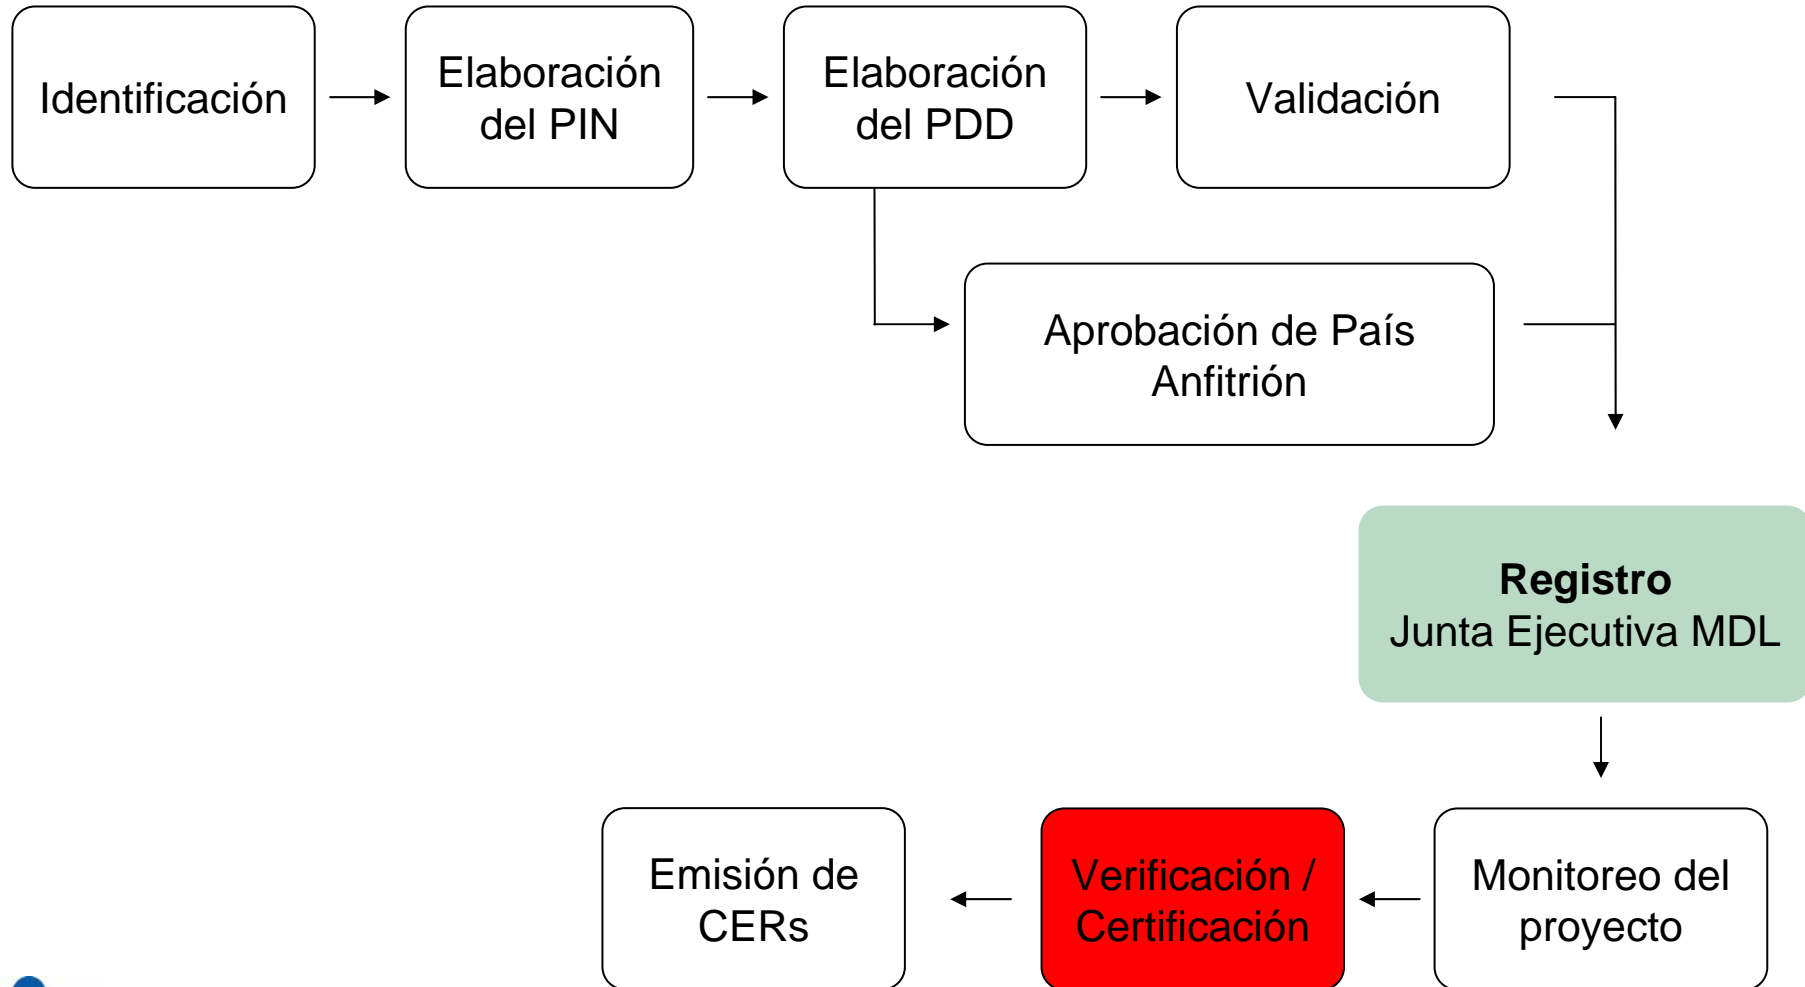 Identificación
Elaboración
del PIN
Elaboración
del PDD
Validación
Aprobación de País
Anfitrión
Registro
Junta Ejecutiva MDL
Emisión de
CERs
Verificación /
Certificación
Monitoreo del
proyecto